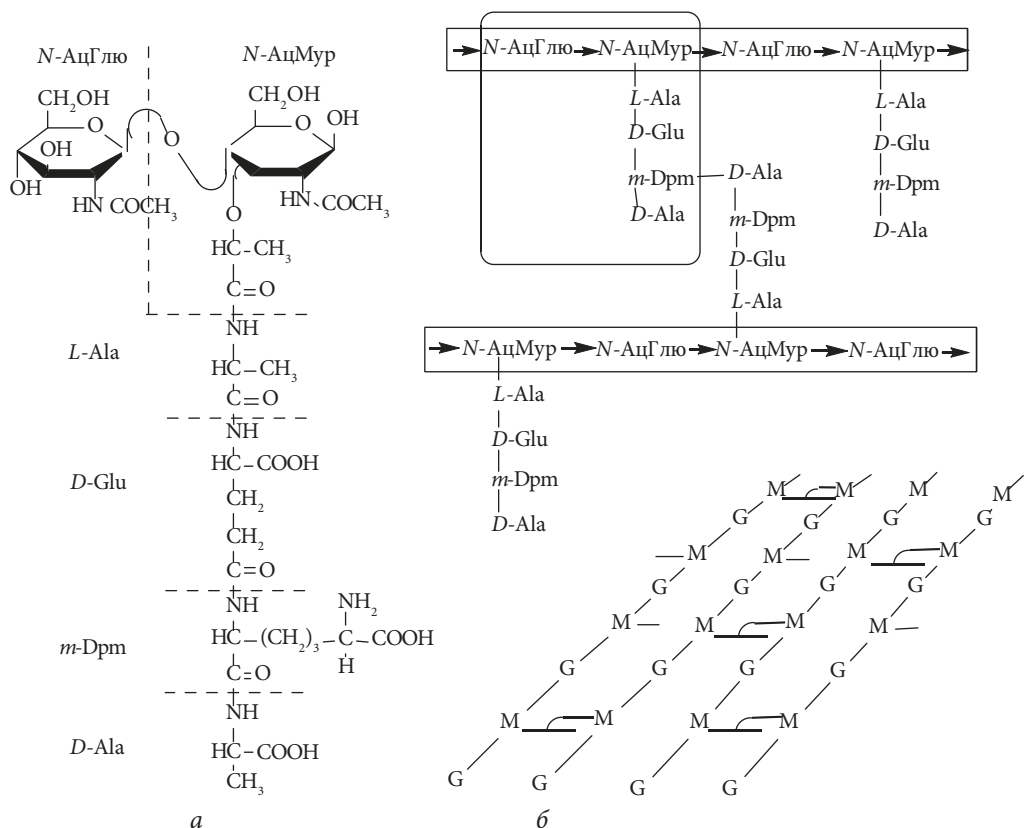 N-АцГлю
N-АцМур
CH2OH
O
OH
OH
HN
COCH3
O
CH2OH
O
OH
HN
COCH3
O
HC–CH3
C=O
L-Ala
NH
HC–CH3
C=O
D-Glu
NH
HC–COOH
CH2
CH2
C=O
m-Dpm
NH
HC–(CH2)3–C–COOH
NH2
H
C=O
D-Ala
NH
HC–COOH
CH3
а
N-АцГлю N-АцМур N-АцГлю N-АцМур
L-Ala
D-Glu
m-Dpm
D-Ala
D-Ala
m-Dpm
D-Glu
L-Ala
L-Ala
D-Glu
m-Dpm
D-Ala
N-АцМур N-АцГлю N-АцМур N-АцГлю
L-Ala
D-Glu
m-Dpm
D-Ala
M M M M
G G G G
M M M M
G G G G
M M M M
G G G G
M M M M
G G G G
б